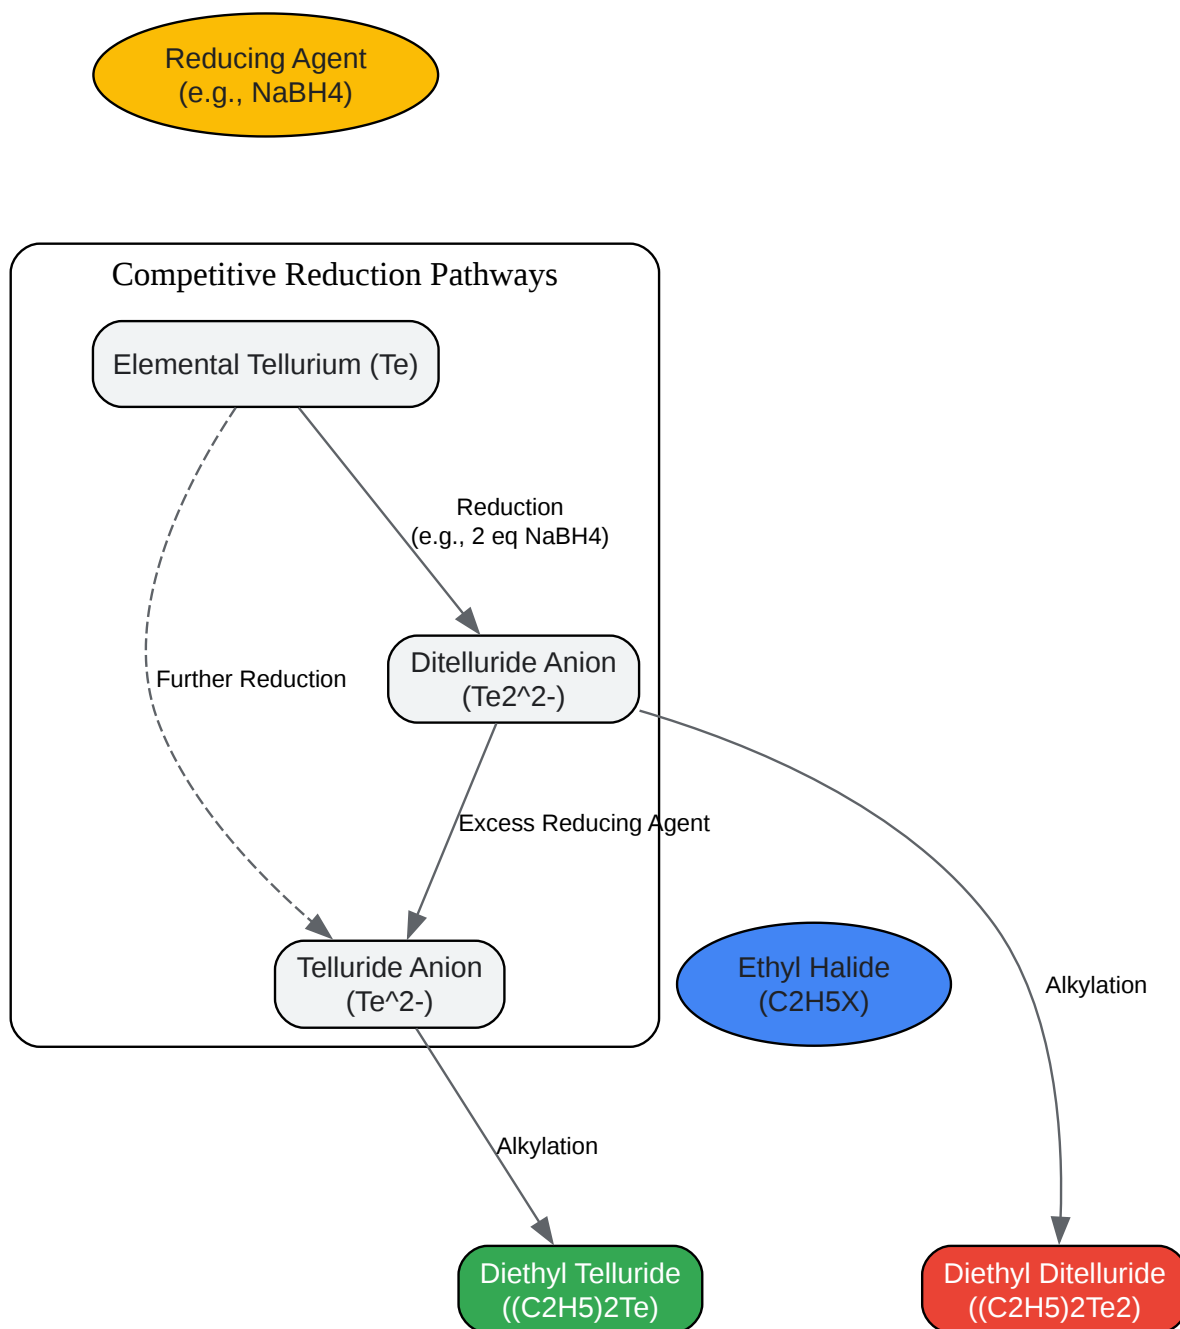 Reducing Agent
(e.g., NaBH4)
Competitive Reduction Pathways
Elemental Tellurium (Te)
Reduction
(e.g., 2 eq NaBH4)
Further Reduction
Ditelluride Anion
(Te2^2-)
Excess Reducing Agent
Telluride Anion
(Te^2-)
Ethyl Halide
(C2H5X)
Alkylation
Alkylation
Diethyl Telluride
((C2H5)2Te)
Diethyl Ditelluride
((C2H5)2Te2)